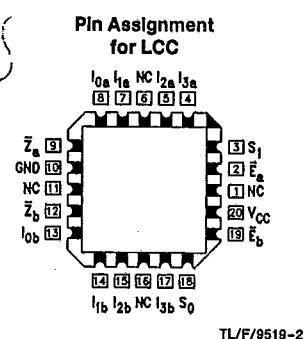 Pin Assignment
for LCC
I0a I1a NC I2a I3a
8 7 6 5 4
Z̄a 9
GND 10
NC 11
Z̄b 12
I0b 13
3 S1
2 Ēa
1 NC
20 VCC
19 Ēb
14 15 16 17 18
I1b I2b NC I3b S0
TL/F/9519–2